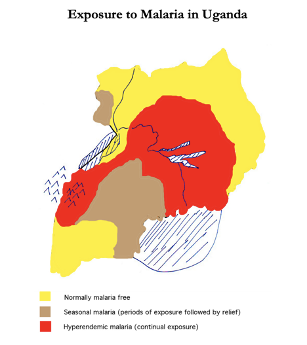 Exposure to Malaria in Uganda
Normally malaria free
Seasonal malaria (periods of exposure followed by relief)
Hyperendemic malaria (continual exposure)